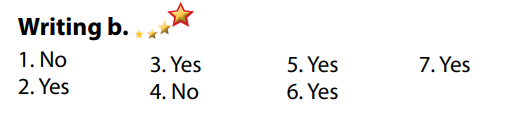 Writing b.
1. No
2. Yes
3. Yes
4. No
5. Yes
6. Yes
7. Yes